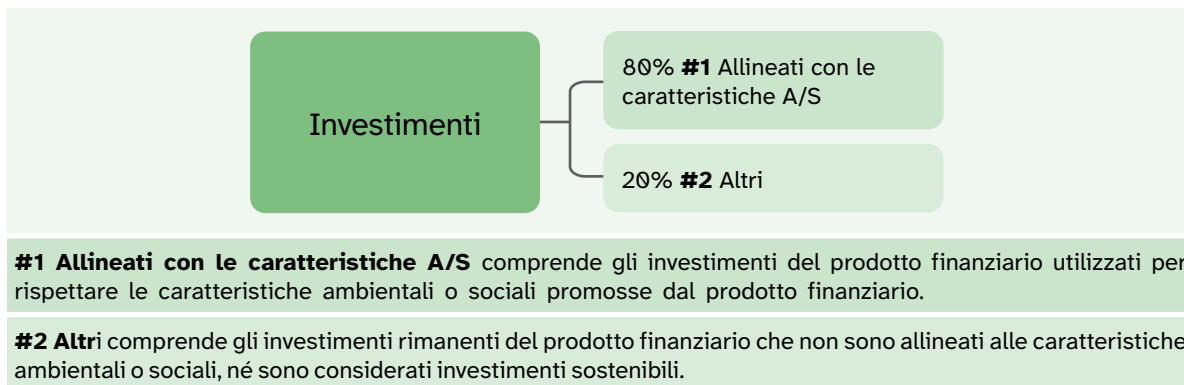 Investimenti
80% #1 Allineati con le
caratteristiche A/S
20% #2 Altri
#1 Allineati con le caratteristiche A/S comprende gli investimenti del prodotto finanziario utilizzati per
rispettare le caratteristiche ambientali o sociali promosse dal prodotto finanziario.
#2 Altri comprende gli investimenti rimanenti del prodotto finanziario che non sono allineati alle caratteristiche
ambientali o sociali, né sono considerati investimenti sostenibili.